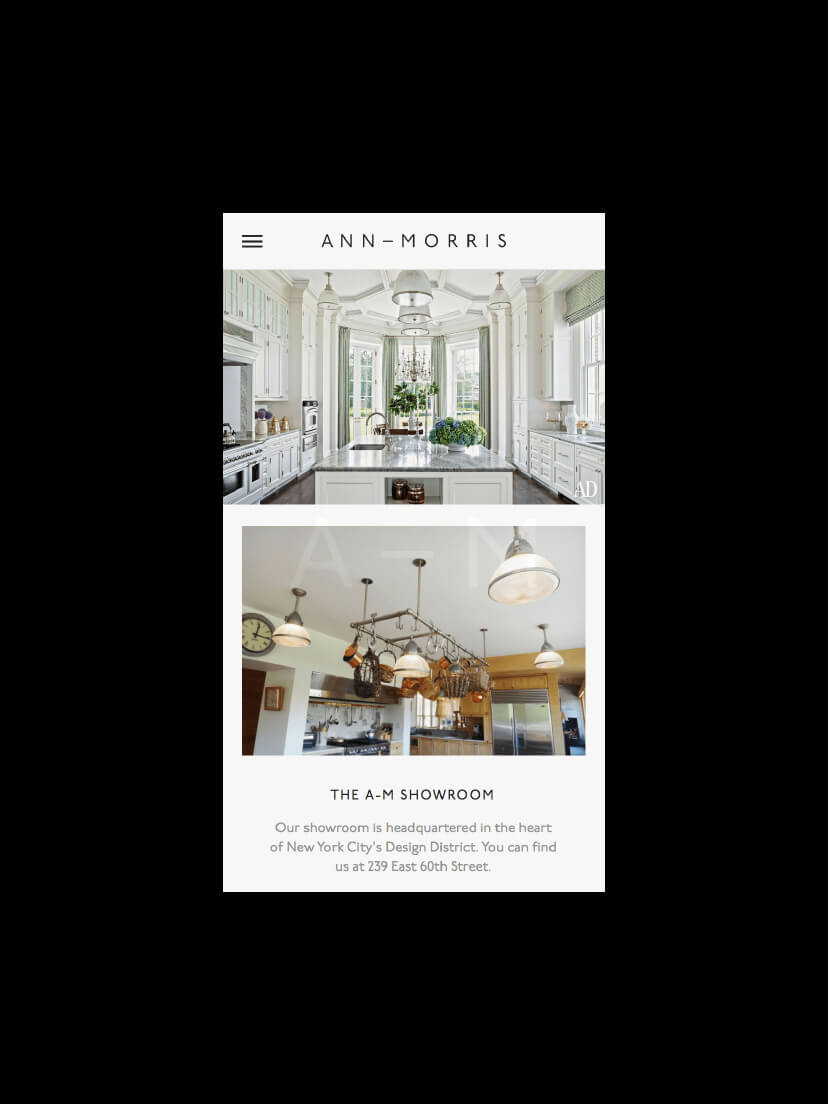 ANN–MORRIS
AD
A–M
THE A-M SHOWROOM
Our showroom is headquartered in the heart
of New York City's Design District. You can find
us at 239 East 60th Street.